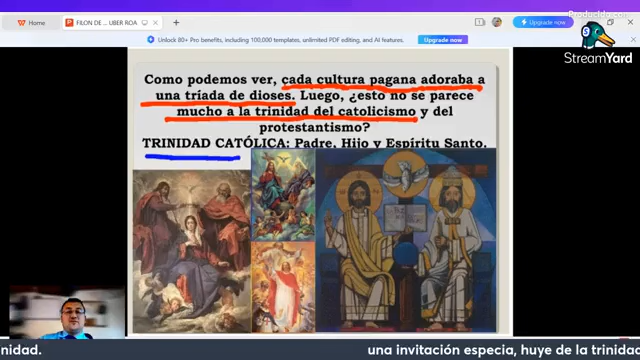 Producido con
StreamYard
Home
FILON DE ... UBER ROA
1
Upgrade now
Unlock 80+ Pro benefits, including 100,000 templates, unlimited PDF editing, and AI features.
Upgrade now
Como podemos ver, cada cultura pagana adoraba a
una tríada de dioses. Luego, ¿esto no se parece
mucho a la trinidad del catolicismo y del
protestantismo?
TRINIDAD CATÓLICA: Padre, Hijo y Espíritu Santo.
nidad.
una invitación especia, huye de la trinidad